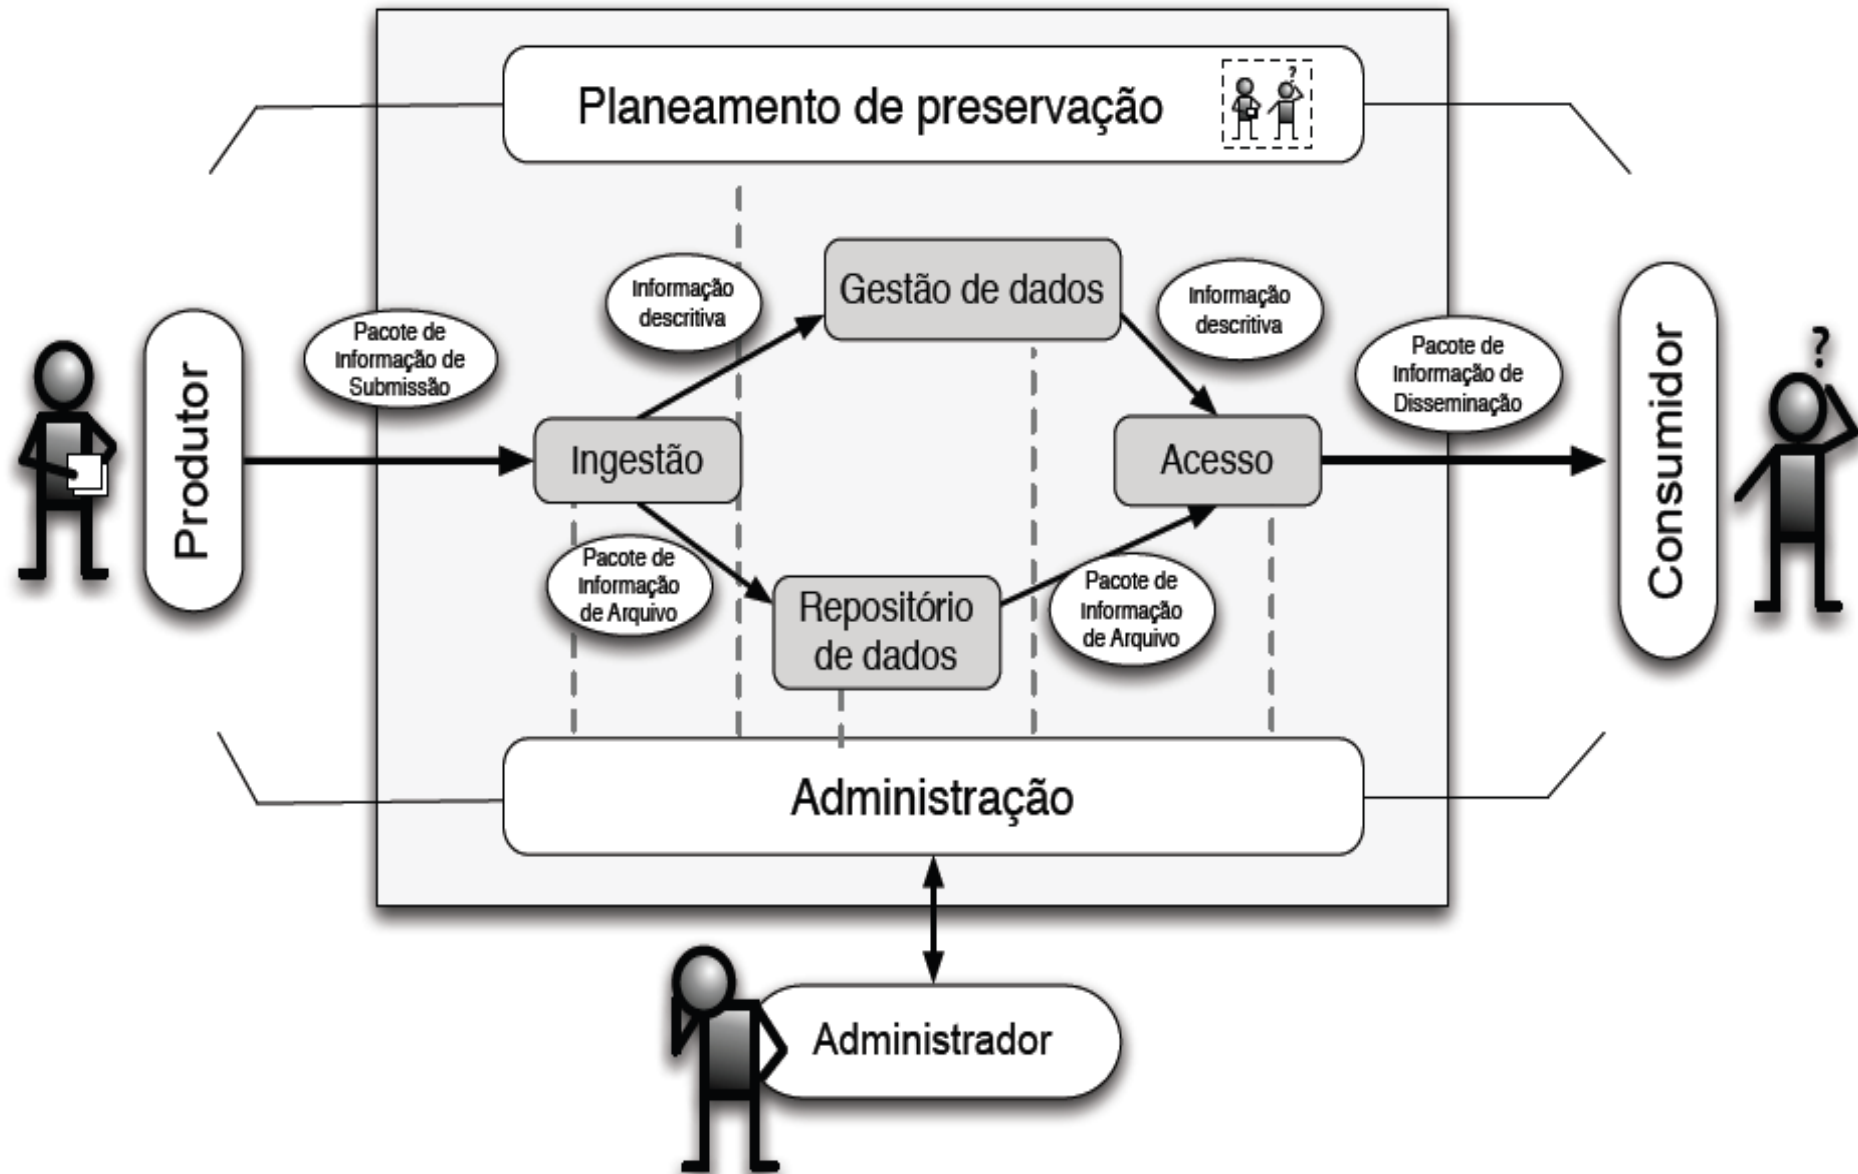 Planeamento de preservação
?
Informação
descritiva
Gestão de dados
Informação
descritiva
Pacote de
Informação de
Submissão
Pacote de
Informação de
Disseminação
?
Produtor
Ingestão
Acesso
Consumidor
Pacote de
Informação
de Arquivo
Repositório
de dados
Pacote de
Informação
de Arquivo
Administração
Administrador